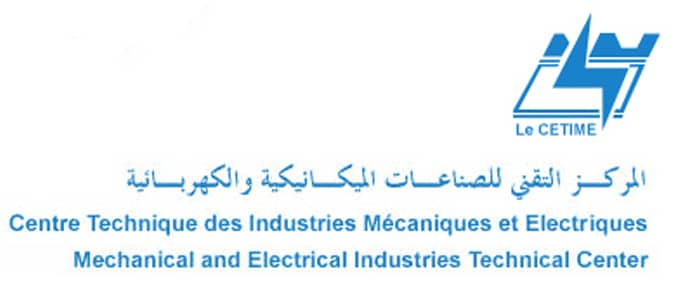 Le CETIME
المركز التقني للصناعات الميكانيكية والكهربائية
Centre Technique des Industries Mécaniques et Electriques
Mechanical and Electrical Industries Technical Center